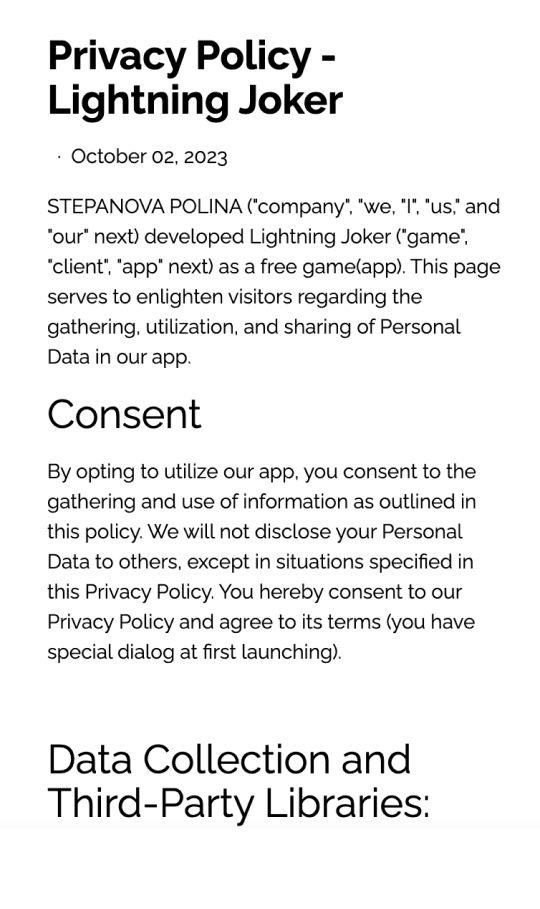 Privacy Policy -
Lightning Joker
· October 02, 2023
STEPANOVA POLINA ("company", "we, "I", "us," and
"our" next) developed Lightning Joker ("game",
"client", "app" next) as a free game(app). This page
serves to enlighten visitors regarding the
gathering, utilization, and sharing of Personal
Data in our app.
Consent
By opting to utilize our app, you consent to the
gathering and use of information as outlined in
this policy. We will not disclose your Personal
Data to others, except in situations specified in
this Privacy Policy. You hereby consent to our
Privacy Policy and agree to its terms (you have
special dialog at first launching).
Data Collection and
Third-Party Libraries: